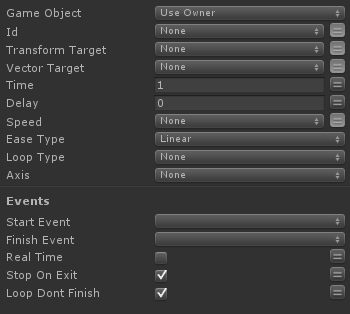 Game Object Use Owner
Id None
Transform Target None
Vector Target None
Time 1
Delay 0
Speed None
Ease Type Linear
Loop Type None
Axis None
Events
Start Event
Finish Event
Real Time
Stop On Exit
Loop Dont Finish